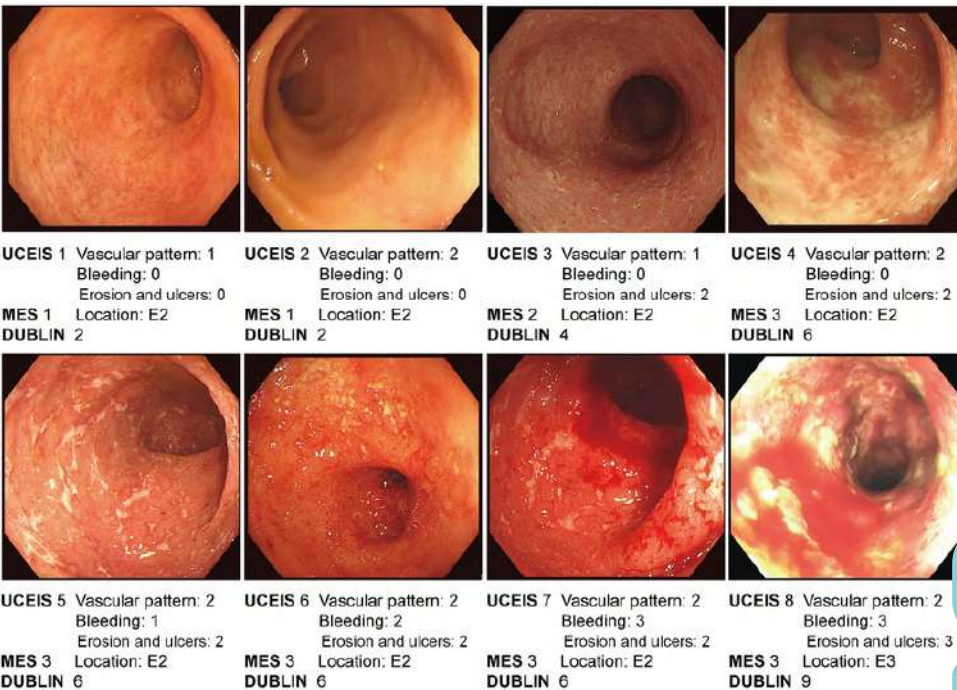 UCEIS 1 Vascular pattern: 1
Bleeding: 0
Erosion and ulcers: 0
MES 1 Location: E2
DUBLIN 2
UCEIS 2 Vascular pattern: 2
Bleeding: 0
Erosion and ulcers: 0
MES 1 Location: E2
DUBLIN 2
UCEIS 3 Vascular pattern: 1
Bleeding: 0
Erosion and ulcers: 2
MES 2 Location: E2
DUBLIN 4
UCEIS 4 Vascular pattern: 2
Bleeding: 0
Erosion and ulcers: 2
MES 3 Location: E2
DUBLIN 6
UCEIS 5 Vascular pattern: 2
Bleeding: 1
Erosion and ulcers: 2
MES 3 Location: E2
DUBLIN 6
UCEIS 6 Vascular pattern: 2
Bleeding: 2
Erosion and ulcers: 2
MES 3 Location: E2
DUBLIN 6
UCEIS 7 Vascular pattern: 2
Bleeding: 3
Erosion and ulcers: 2
MES 3 Location: E2
DUBLIN 6
UCEIS 8 Vascular pattern: 2
Bleeding: 3
Erosion and ulcers: 3
MES 3 Location: E3
DUBLIN 9